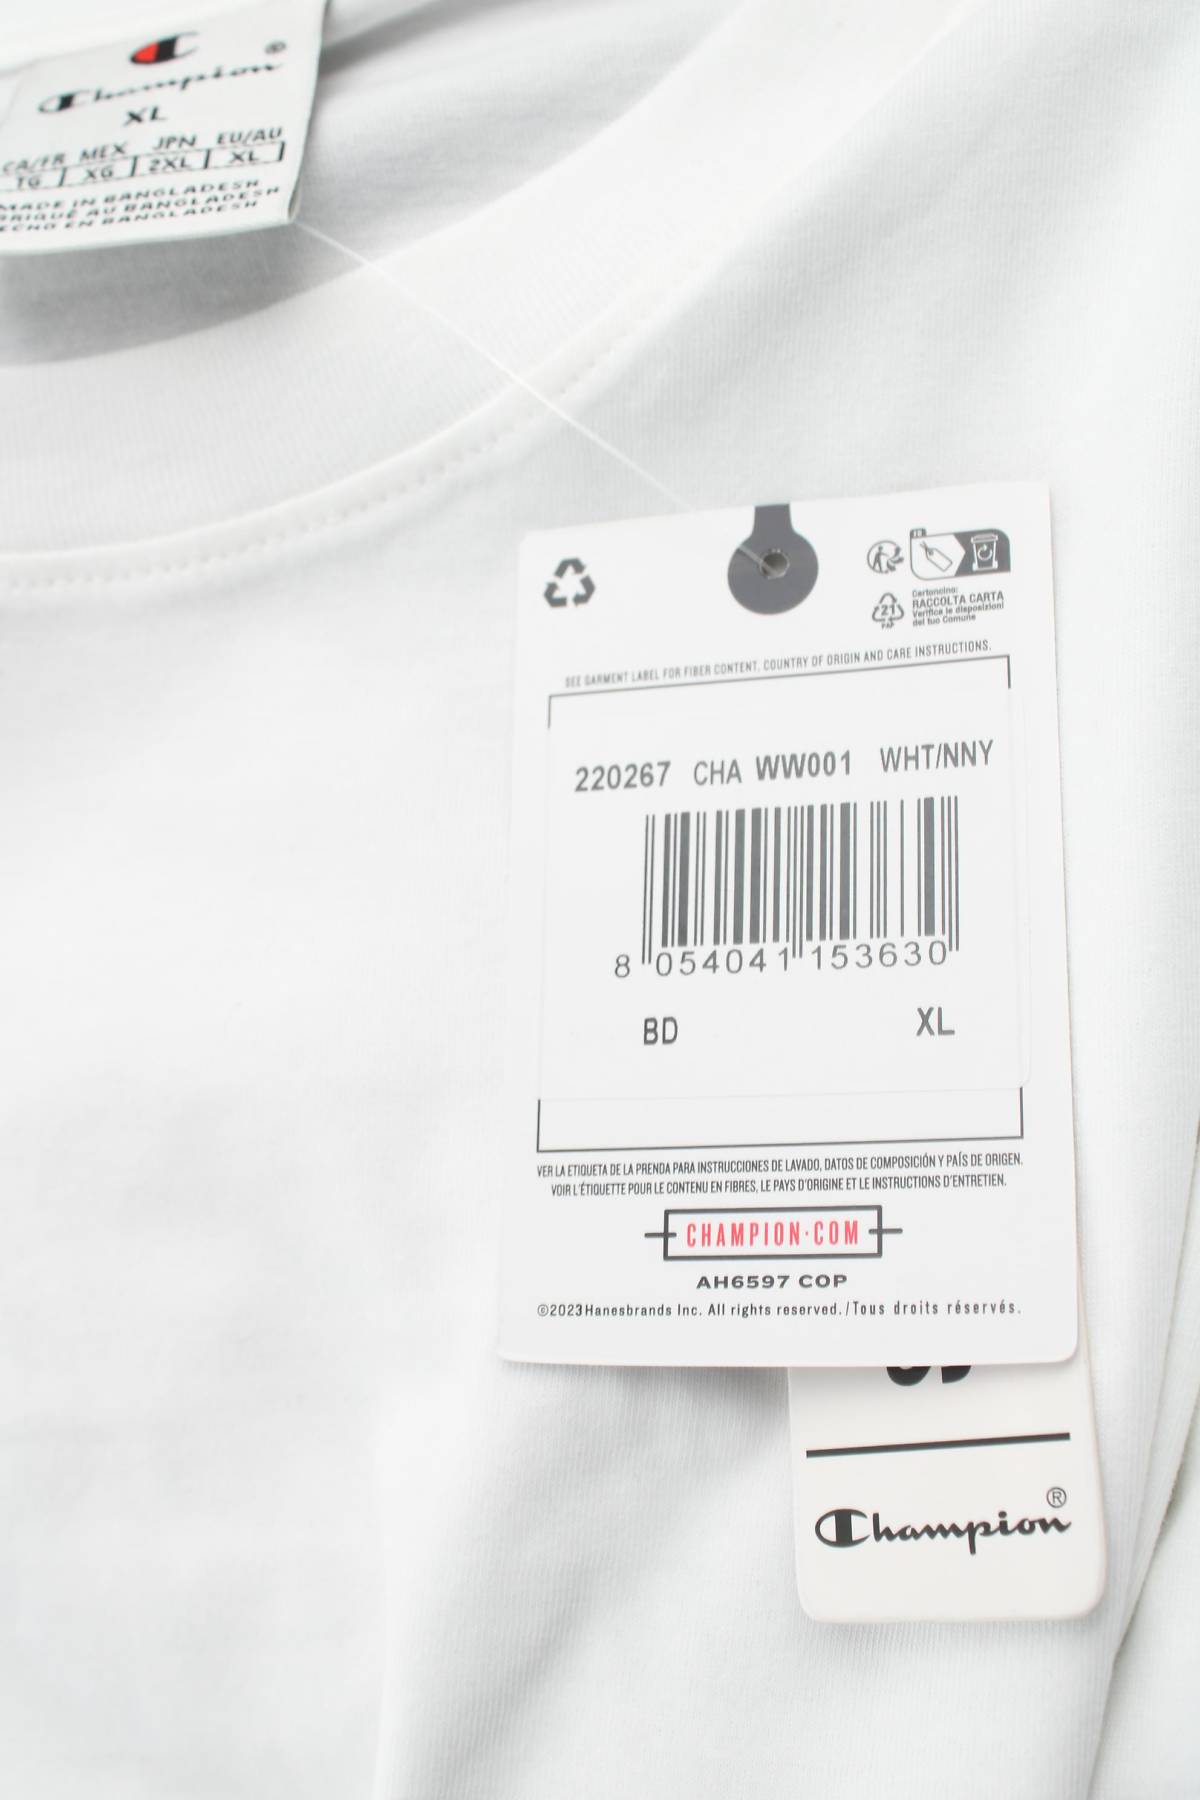 Champion®
XL
CA/FR MEX JPN EU/AU
TG XG 2XL XL
MADE IN BANGLADESH
BRIQUÉ AU BANGLADESH
ECHO EN BANGLADESH
21
PAP
Cartoncino:
RACCOLTA CARTA
Verifica le disposizioni
del tuo Comune
SEE GARMENT LABEL FOR FIBER CONTENT, COUNTRY OF ORIGIN AND CARE INSTRUCTIONS.
220267 CHA WW001 WHT/NNY
8 054041 153630
BD XL
VER LA ETIQUETA DE LA PRENDA PARA INSTRUCCIONES DE LAVADO, DATOS DE COMPOSICIÓN Y PAÍS DE ORIGEN.
VOIR L'ÉTIQUETTE POUR LE CONTENU EN FIBRES, LE PAYS D'ORIGINE ET LE INSTRUCTIONS D'ENTRETIEN.
CHAMPION·COM
AH6597 COP
©2023Hanesbrands Inc. All rights reserved./Tous droits réservés.
Champion®